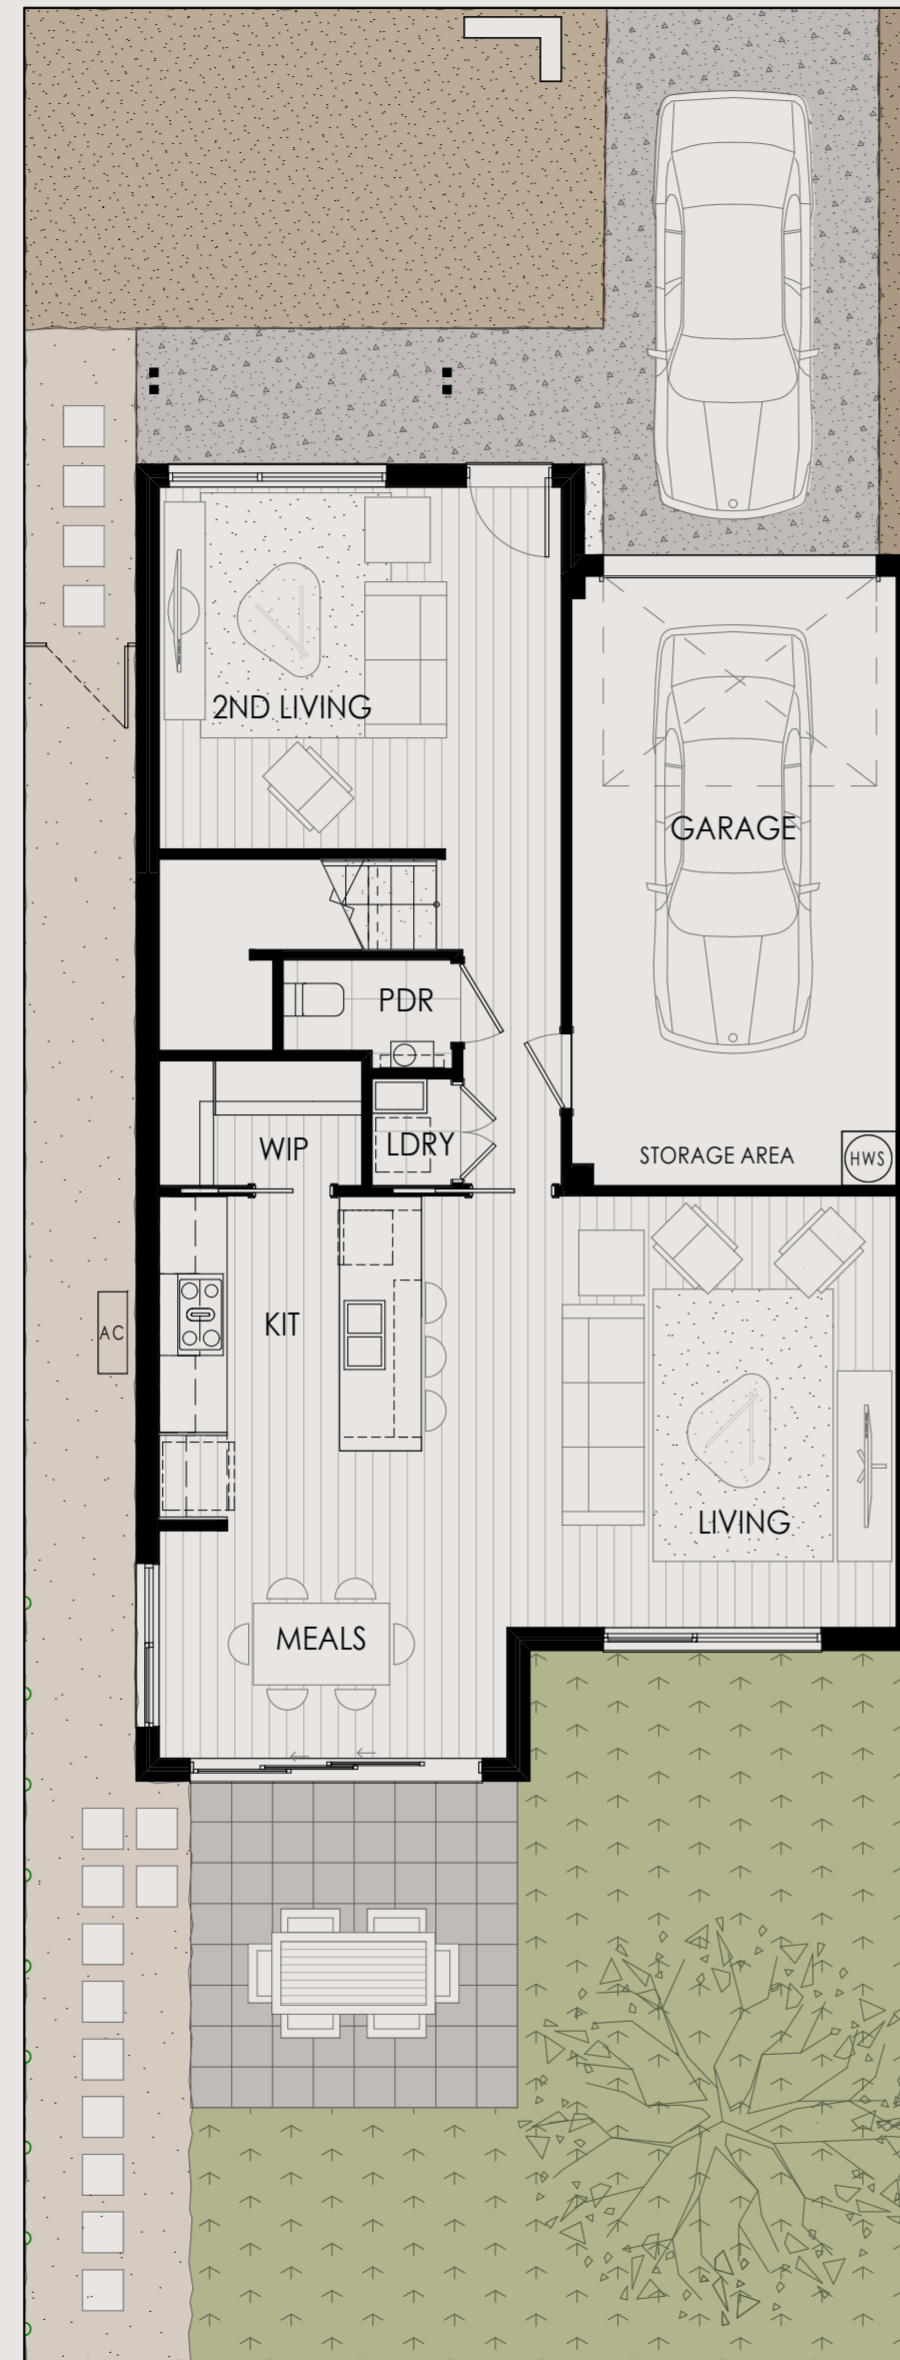 2ND LIVING
GARAGE
PDR
LDRY
WIP
STORAGE AREA
HWS
AC
KIT
LIVING
MEALS